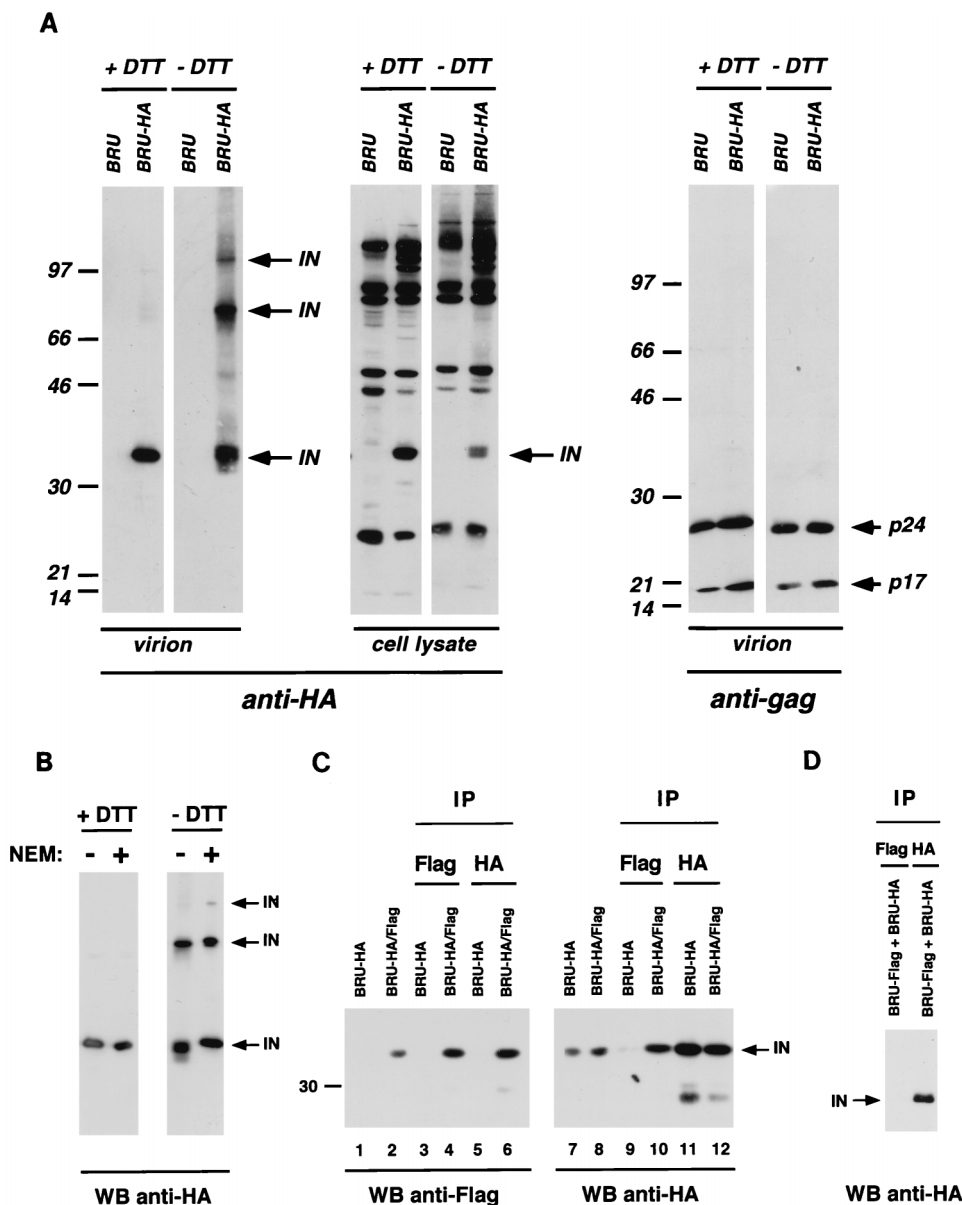 A
+ DTT - DTT + DTT - DTT + DTT - DTT
BRU BRU-HA BRU BRU-HA BRU BRU-HA BRU BRU-HA BRU BRU-HA BRU BRU-HA
97
66
46
30
21
14
IN
IN
IN
IN
97
66
46
30
21
14
p24
p17
virion cell lysate virion
anti-HA anti-gag
B
+ DTT - DTT
NEM: - + - +
IN
IN
IN
WB anti-HA
C
IP IP
Flag HA Flag HA
BRU-HA BRU-HA/Flag BRU-HA BRU-HA/Flag BRU-HA BRU-HA/Flag BRU-HA BRU-HA/Flag BRU-HA BRU-HA/Flag BRU-HA BRU-HA/Flag
30
IN
1 2 3 4 5 6 7 8 9 10 11 12
WB anti-Flag WB anti-HA
D
IP
Flag HA
BRU-Flag + BRU-HA
BRU-Flag + BRU-HA
IN
WB anti-HA